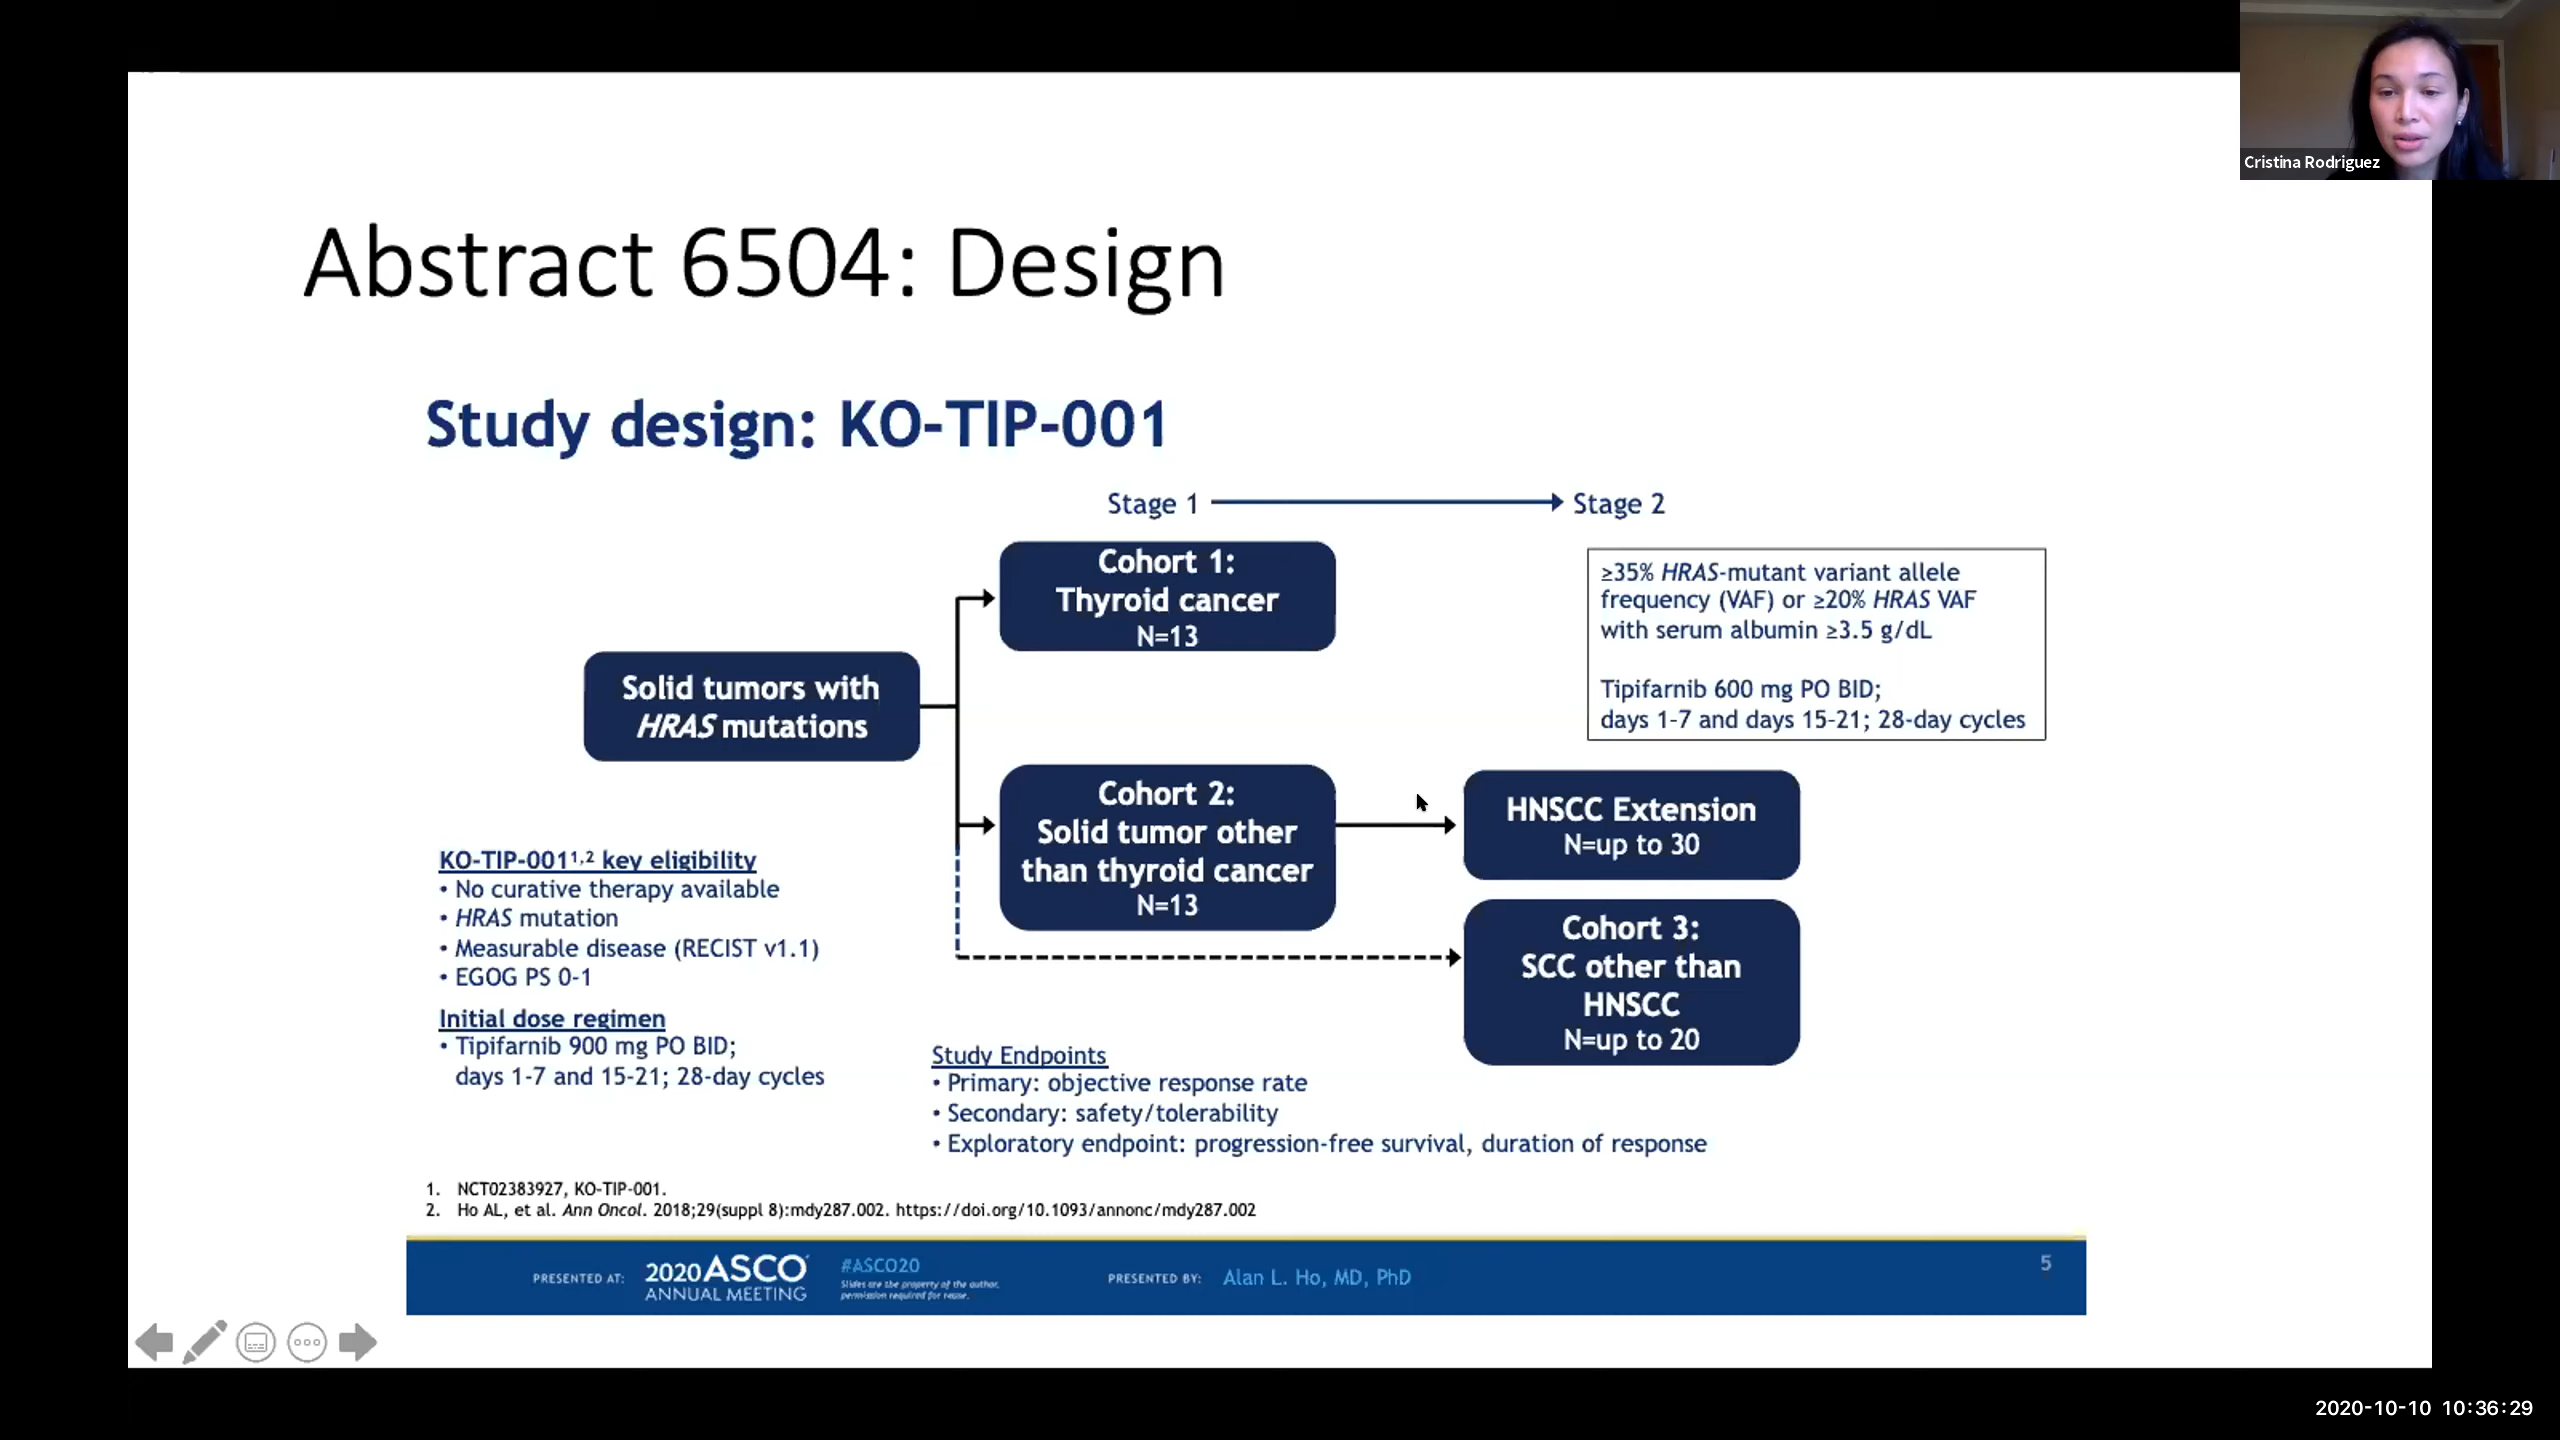 Cristina Rodriguez
Abstract 6504: Design
Study design: KO-TIP-001
Stage 1
Stage 2
Cohort 1:
Thyroid cancer
N=13
≥35% HRAS-mutant variant allele
frequency (VAF) or ≥20% HRAS VAF
with serum albumin ≥3.5 g/dL
Tipifarnib 600 mg PO BID;
days 1-7 and days 15-21; 28-day cycles
Solid tumors with
HRAS mutations
Cohort 2:
Solid tumor other
than thyroid cancer
N=13
HNSCC Extension
N=up to 30
Cohort 3:
SCC other than
HNSCC
N=up to 20
KO-TIP-001¹,² key eligibility
• No curative therapy available
• HRAS mutation
• Measurable disease (RECIST v1.1)
• EGOG PS 0-1
Initial dose regimen
• Tipifarnib 900 mg PO BID;
days 1-7 and 15-21; 28-day cycles
Study Endpoints
• Primary: objective response rate
• Secondary: safety/tolerability
• Exploratory endpoint: progression-free survival, duration of response
1. NCT02383927, KO-TIP-001.
2. Ho AL, et al. Ann Oncol. 2018;29(suppl 8):mdy287.002. https://doi.org/10.1093/annonc/mdy287.002
PRESENTED AT:
2020 ASCO
ANNUAL MEETING
#ASCO20
Slides are the property of the author,
permission required for reuse.
PRESENTED BY: Alan L. Ho, MD, PhD
5
2020-10-10 10:36:29